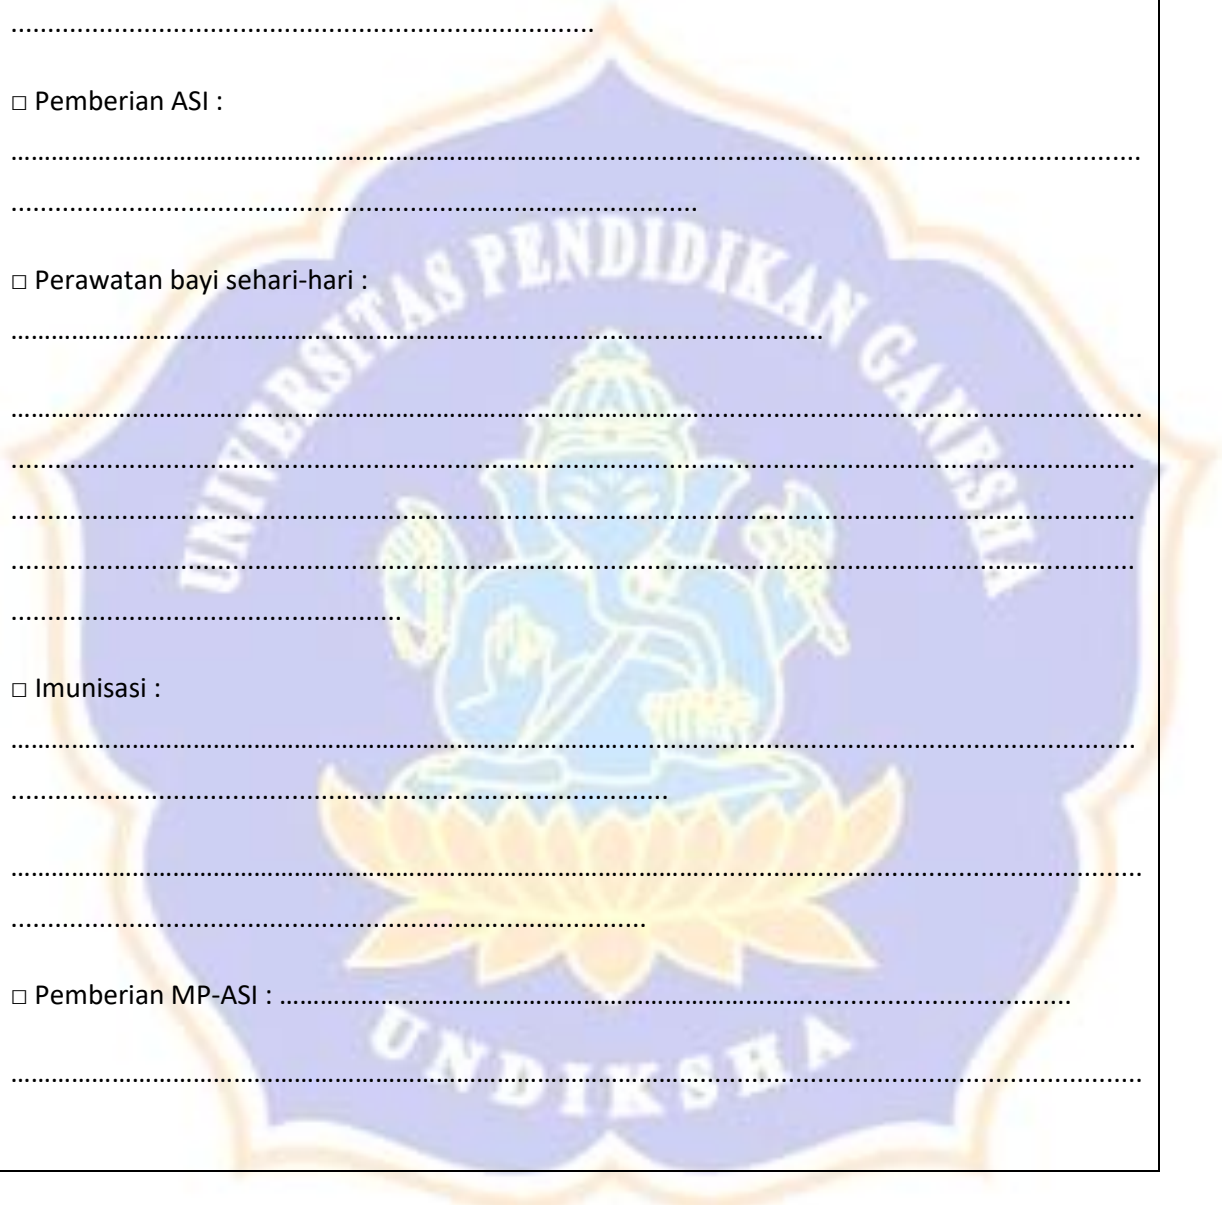 ................................................................................
□ Pemberian ASI :
................................................................................................................................................
..............................................................................................
□ Perawatan bayi sehari-hari :
................................................................................................................
................................................................................................................................................
................................................................................................................................................
................................................................................................................................................
................................................................................................................................................
.....................................................
□ Imunisasi :
................................................................................................................................................
..........................................................................................
................................................................................................................................................
.......................................................................................
□ Pemberian MP-ASI : ............................................................................................................
................................................................................................................................................
UNIVERSITAS PENDIDIKAN GANESHA
UNDIKSHA